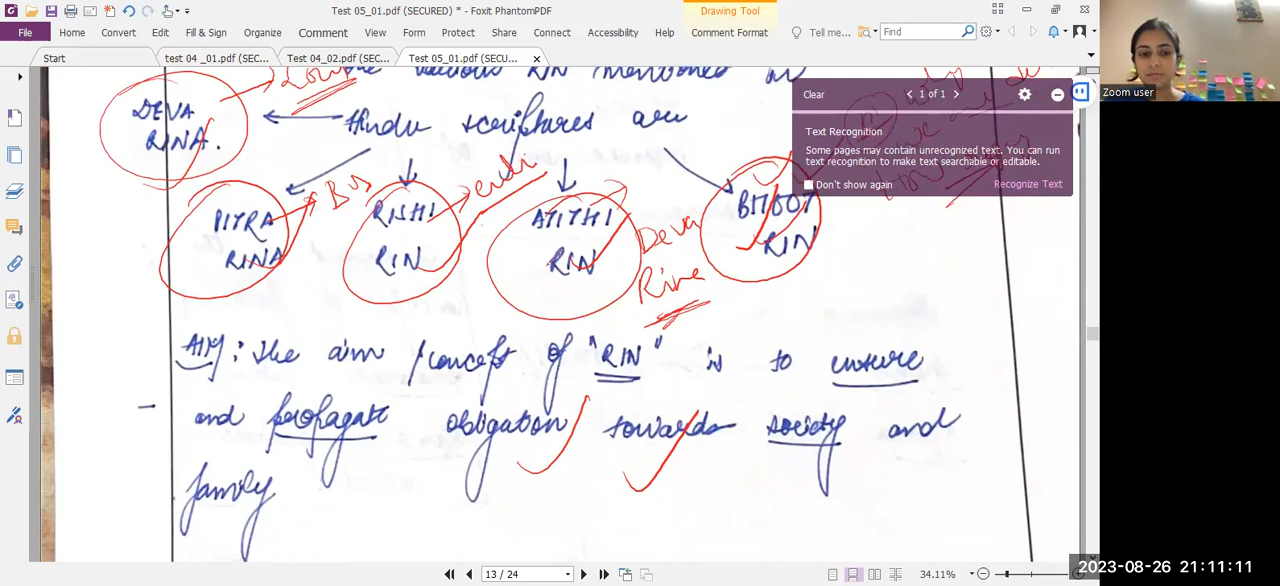 Test 05_01.pdf (SECURED) * - Foxit PhantomPDF
Drawing Tool
File Home Convert Edit Fill & Sign Organize Comment View Form Protect Share Connect Accessibility Help Comment Format Tell me... Find
Start test 04 _01.pdf (SEC... Test 04_02.pdf (SEC... Test 05_01.pdf (SECU...
Zoom user
Clear 1 of 1
Text Recognition
Some pages may contain unrecognized text. You can run
text recognition to make text searchable or editable.
Don't show again Recognize Text
various RIN mentioned in
DEVA
RINA.
Hindu scriptures are
PITRA
RINA
RISHI
RIN
ATITHI
RIN
BHOOT
RIN
Deva
Rina
AIM: The aim /concept of "RIN" is to ensure
and propagate obligation towards society and
family
13 / 24
34.11%
2023-08-26 21:11:11